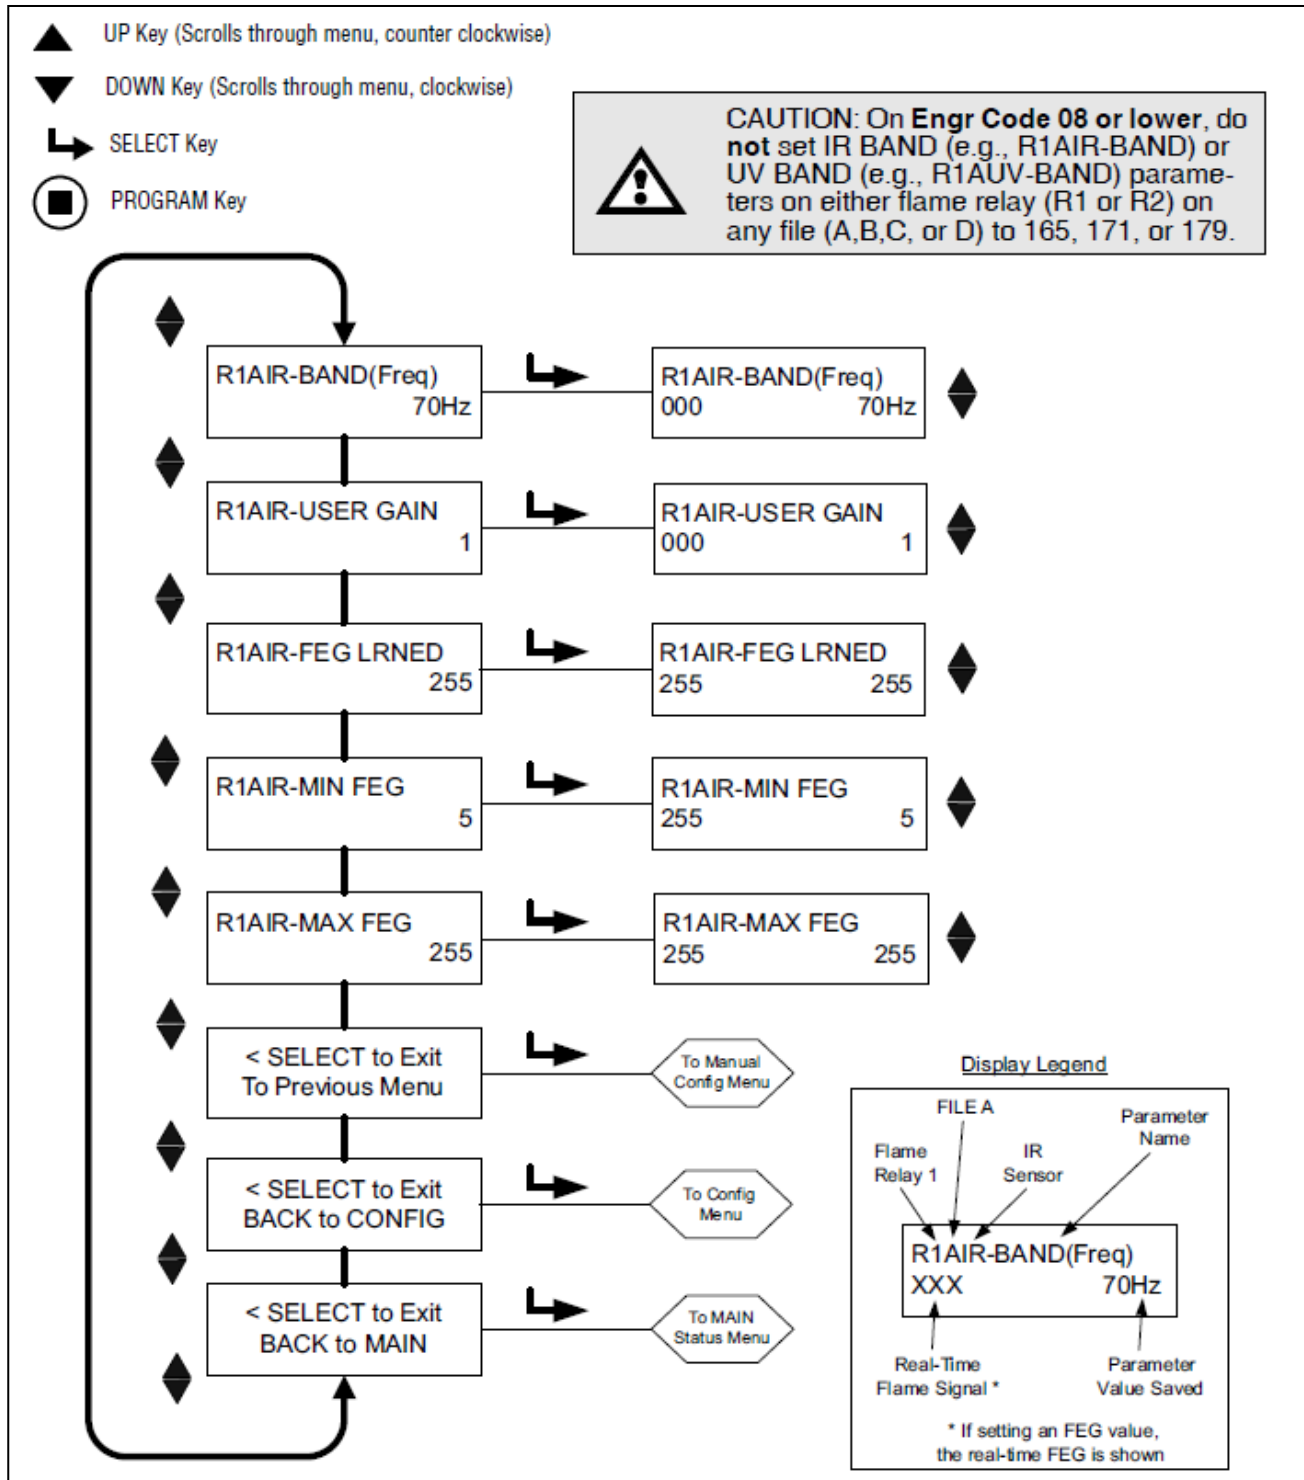 UP Key (Scrolls through menu, counter clockwise)
DOWN Key (Scrolls through menu, clockwise)
SELECT Key
PROGRAM Key
CAUTION: On Engr Code 08 or lower, do
not set IR BAND (e.g., R1AIR-BAND) or
UV BAND (e.g., R1AUV-BAND) parame-
ters on either flame relay (R1 or R2) on
any file (A,B,C, or D) to 165, 171, or 179.
R1AIR-BAND(Freq)
70Hz
R1AIR-BAND(Freq)
000 70Hz
R1AIR-USER GAIN
1
R1AIR-USER GAIN
000 1
R1AIR-FEG LRNED
255
R1AIR-FEG LRNED
255 255
R1AIR-MIN FEG
5
R1AIR-MIN FEG
255 5
R1AIR-MAX FEG
255
R1AIR-MAX FEG
255 255
< SELECT to Exit
To Previous Menu
To Manual
Config Menu
< SELECT to Exit
BACK to CONFIG
To Config
Menu
< SELECT to Exit
BACK to MAIN
To MAIN
Status Menu
Display Legend
FILE A
Parameter
Name
Flame
Relay 1
IR
Sensor
R1AIR-BAND(Freq)
XXX 70Hz
Real-Time
Flame Signal *
Parameter
Value Saved
* If setting an FEG value,
the real-time FEG is shown